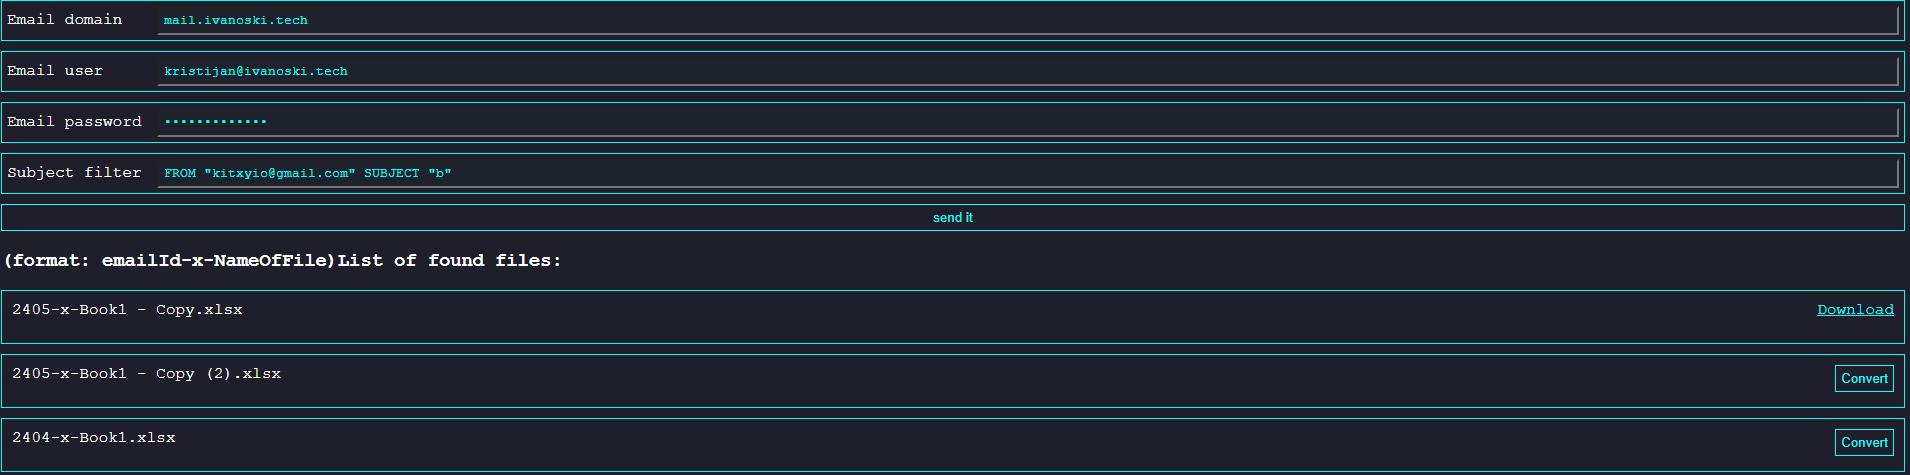 Email domain mail.ivanoski.tech
Email user kristijan@ivanoski.tech
Email password •••••••••••••
Subject filter FROM "kitxyio@gmail.com" SUBJECT "b"
send it
(format: emailId-x-NameOfFile)List of found files:
2405-x-Book1 - Copy.xlsx Download
2405-x-Book1 - Copy (2).xlsx Convert
2404-x-Book1.xlsx Convert